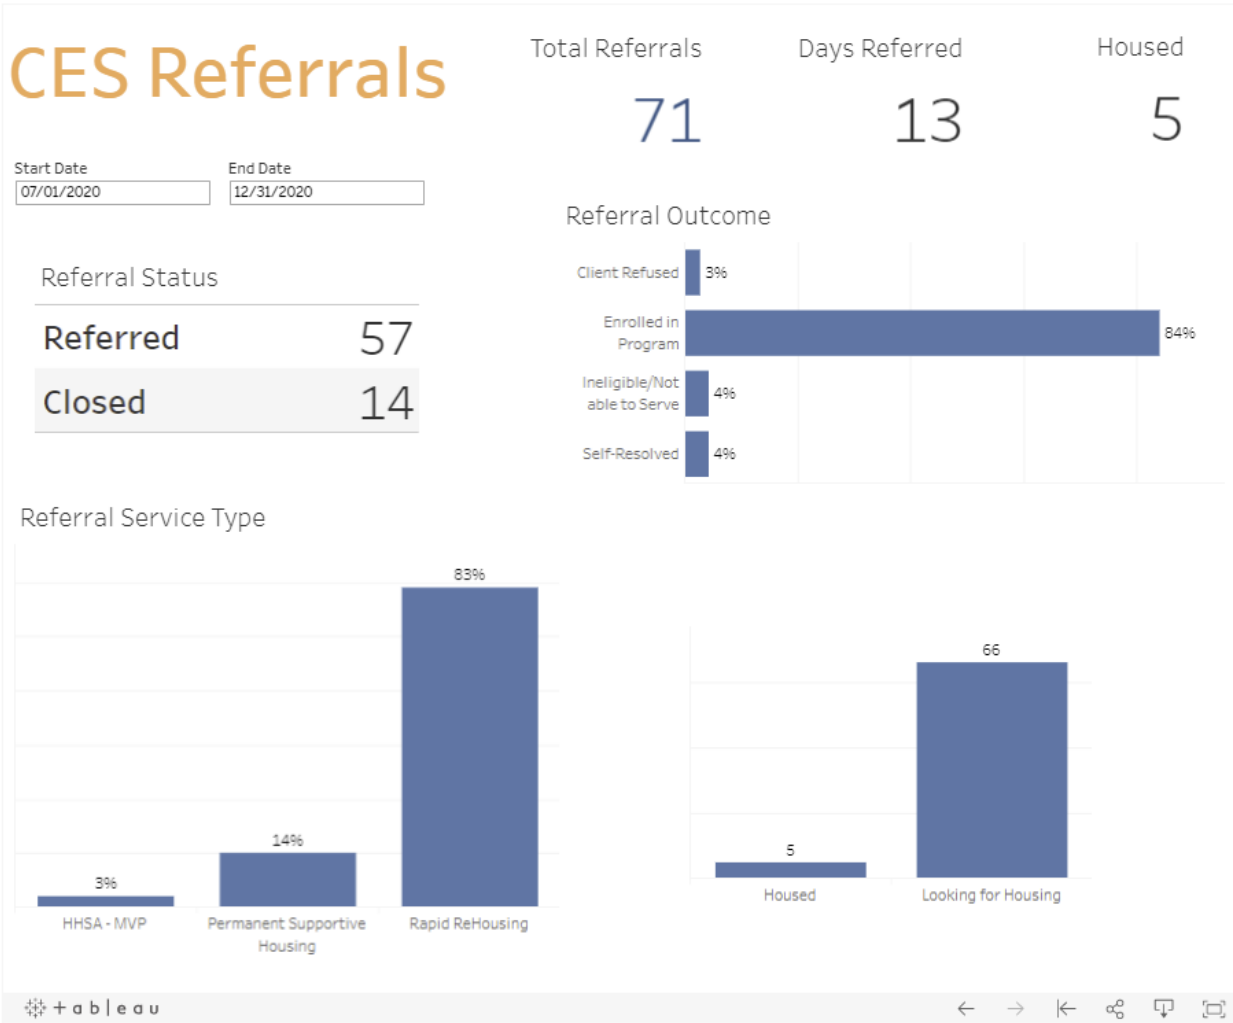 CES Referrals
Total Referrals
71
Days Referred
13
Housed
5
Start Date
07/01/2020
End Date
12/31/2020
Referral Status
Referred 57
Closed 14
Referral Outcome
Client Refused 3%
Enrolled in
Program
84%
Ineligible/Not
able to Serve
4%
Self-Resolved 4%
Referral Service Type
3%
14%
83%
HHSA - MVP
Permanent Supportive
Housing
Rapid ReHousing
5
66
Housed
Looking for Housing
+ a b | e a u